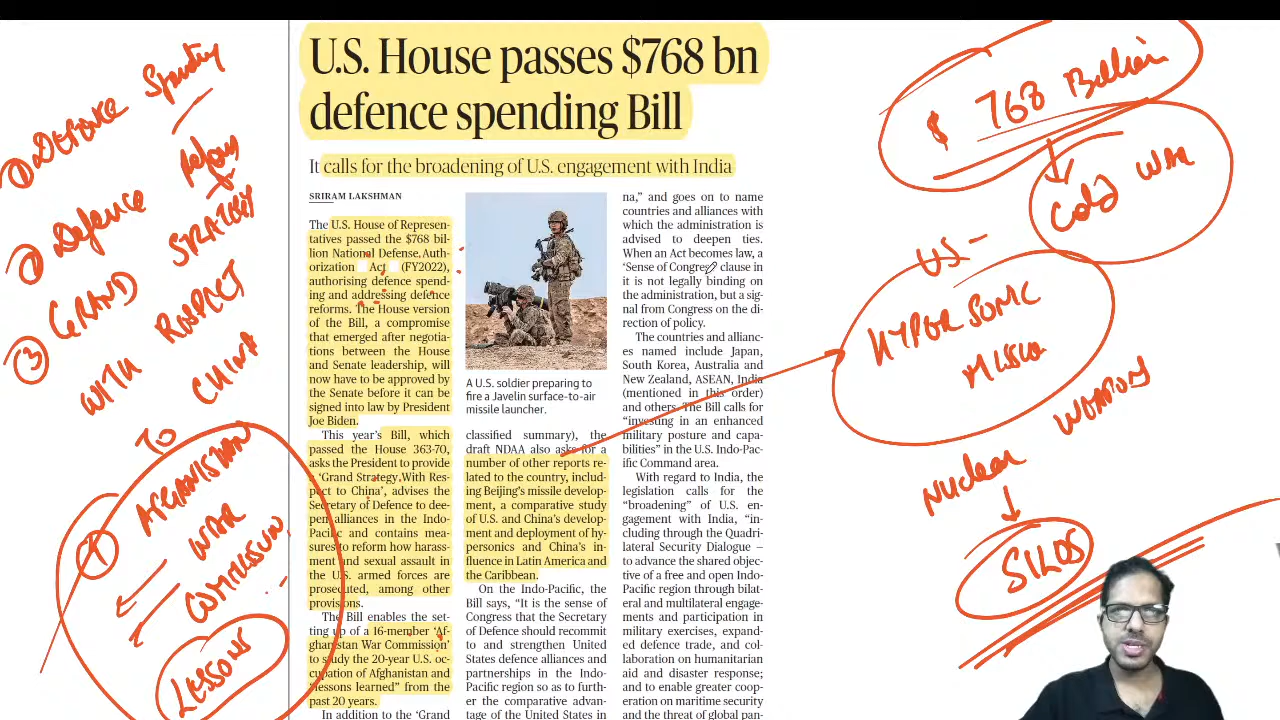 U.S. House passes $768 bn
defence spending Bill
It calls for the broadening of U.S. engagement with India
SRIRAM LAKSHMAN
The U.S. House of Represen-
tatives passed the $768 bil-
lion National Defense Auth-
orization Act (FY2022),
authorising defence spend-
ing and addressing defence
reforms. The House version
of the Bill, a compromise
that emerged after negotia-
tions between the House
and Senate leadership, will
now have to be approved by
the Senate before it can be
signed into law by President
Joe Biden.
This year's Bill, which
passed the House 363-70,
asks the President to provide
a 'Grand Strategy With Res-
pect to China', advises the
Secretary of Defence to dee-
pen alliances in the Indo-
Pacific and contains mea-
sures to reform how harass-
ment and sexual assault in
the U.S. armed forces are
prosecuted, among other
provisions.
The Bill enables the set-
ting up of a 16-member 'Af-
ghanistan War Commission'
to study the 20-year U.S. oc-
cupation of Afghanistan and
"lessons learned" from the
past 20 years.
In addition to the 'Grand
A U.S. soldier preparing to
fire a Javelin surface-to-air
missile launcher.
classified summary), the
draft NDAA also asks for a
number of other reports re-
lated to the country, includ-
ing Beijing's missile develop-
ment, a comparative study
of U.S. and China's develop-
ment and deployment of hy-
personics and China's in-
fluence in Latin America and
the Caribbean.
On the Indo-Pacific, the
Bill says, "It is the sense of
Congress that the Secretary
of Defence should recommit
to and strengthen United
States defence alliances and
partnerships in the Indo-
Pacific region so as to furth-
er the comparative advan-
tage of the United States in
na," and goes on to name
countries and alliances with
which the administration is
advised to deepen ties.
When an Act becomes law, a
'Sense of Congress' clause in
it is not legally binding on
the administration, but a sig-
nal from Congress on the di-
rection of policy.
The countries and allianc-
es named include Japan,
South Korea, Australia and
New Zealand, ASEAN, India
(mentioned in this order)
and others. The Bill calls for
"investing in an enhanced
military posture and capa-
bilities" in the U.S. Indo-Pac-
ific Command area.
With regard to India, the
legislation calls for the
"broadening" of U.S. en-
gagement with India, "in-
cluding through the Quadri-
lateral Security Dialogue —
to advance the shared objec-
tive of a free and open Indo-
Pacific region through bilat-
eral and multilateral engage-
ments and participation in
military exercises, expand-
ed defence trade, and col-
laboration on humanitarian
aid and disaster response;
and to enable greater coop-
eration on maritime security
and the threat of global pan-
① DEFENCE Spending
② Defence Reforms
③ GRAND STRATEGY
WITH RESPECT
TO CHINA
④ AFGHANISTAN
WAR
COMMISSION
Lessons
$ 768 Billion
Cold WAR
US -
HYPERSONIC
MISSION
WEAPONS
Nuclear
SILOS